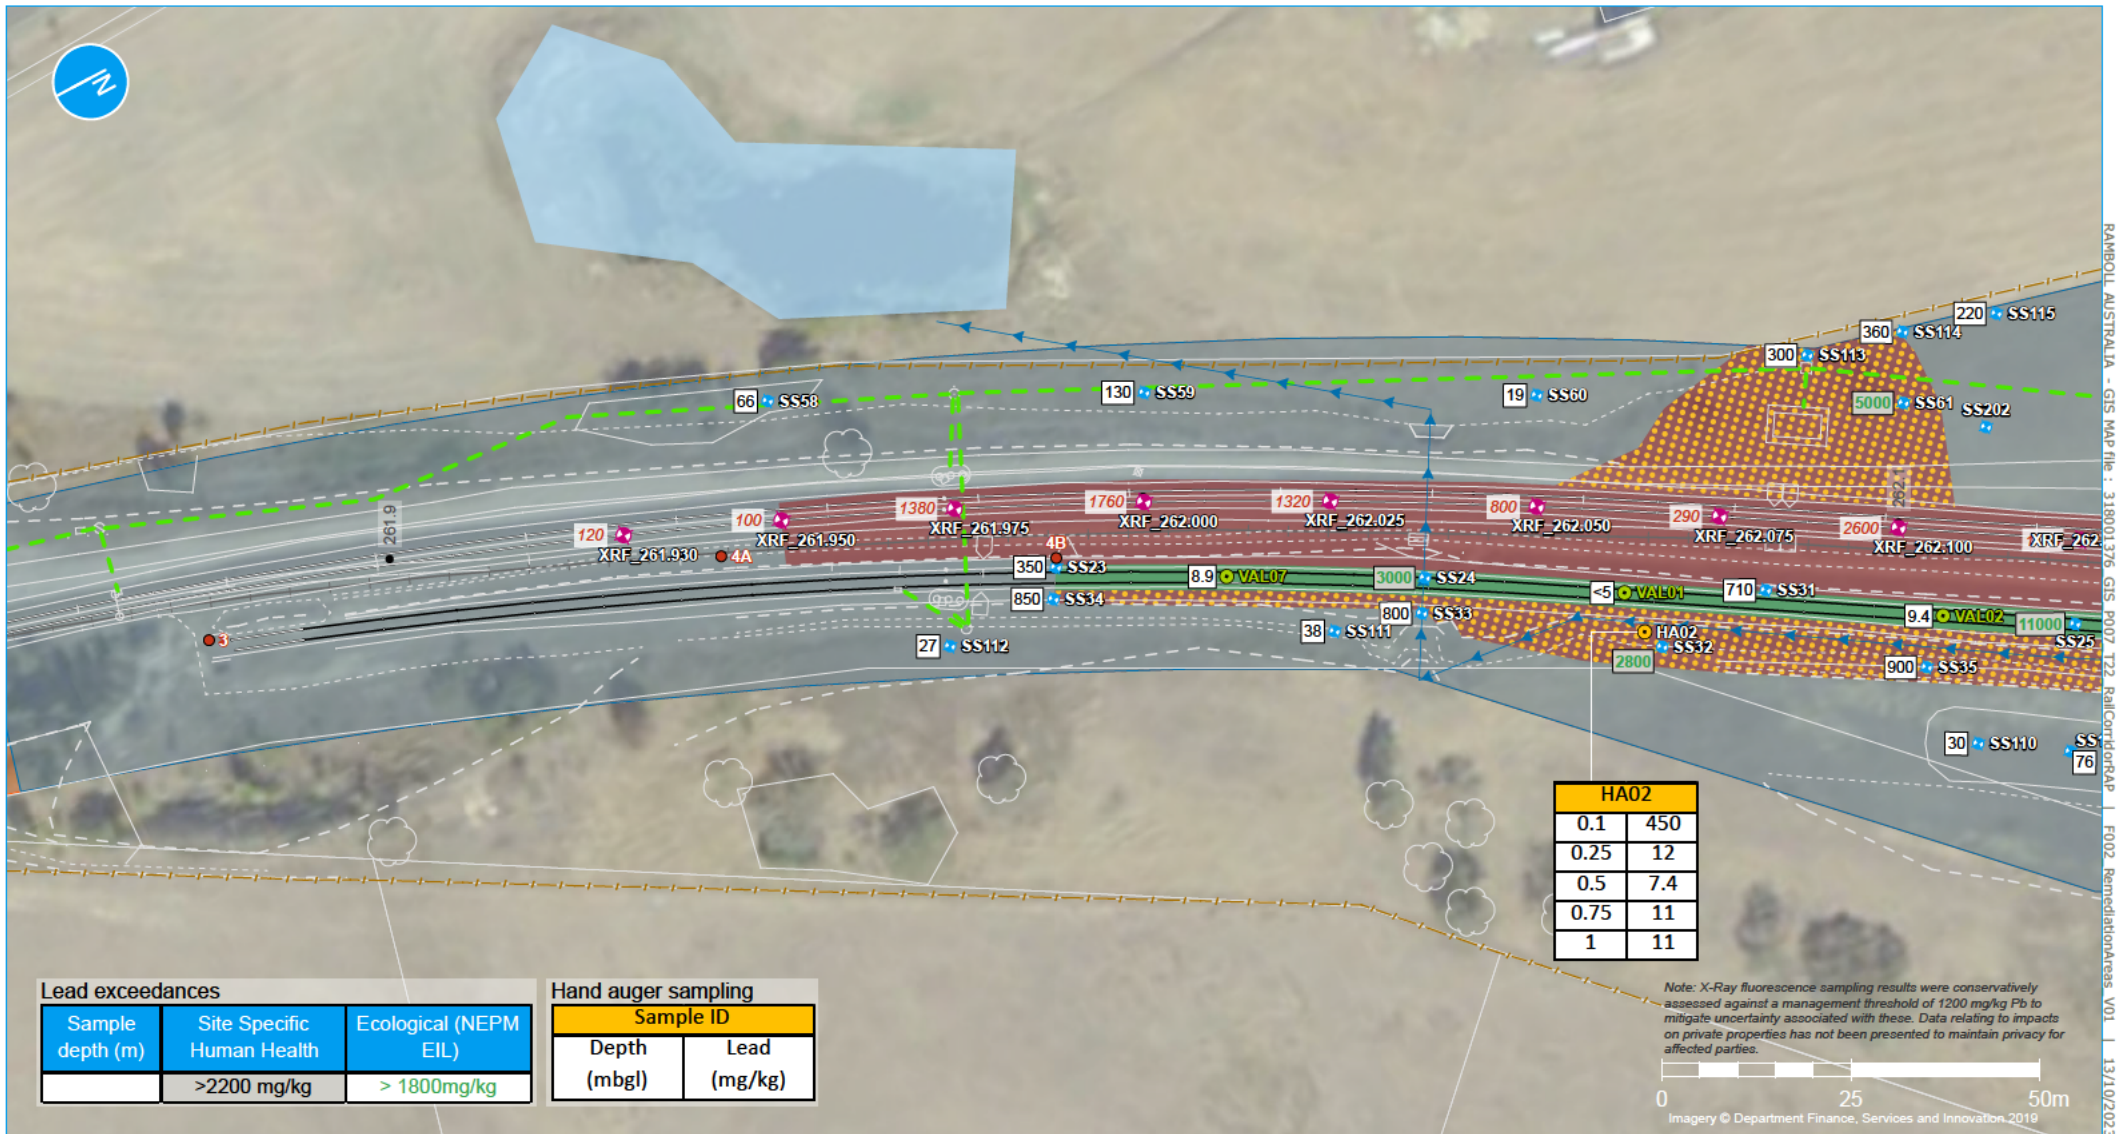 N
220 SS115
360 SS114
300 SS113
66 SS58
130 SS59
19 SS60
5000 SS61
SS202
261.9
262.1
120
XRF_261.930
100
XRF_261.950
1380
XRF_261.975
1760
XRF_262.000
1320
XRF_262.025
800
XRF_262.050
290
XRF_262.075
2600
XRF_262.100
XRF_262.
4A
4B
3
350 SS23
850 SS34
8.9 VAL07
3000 SS24
800 SS33
38 SS111
27 SS112
<5 VAL01
710 SS31
9.4 VAL02
11000
SS25
HA02
SS32
2800
900 SS35
30 SS110
SS
76
HA02
0.1 450
0.25 12
0.5 7.4
0.75 11
1 11
Lead exceedances
Sample depth (m)
Site Specific Human Health
Ecological (NEPM EIL)
>2200 mg/kg
> 1800mg/kg
Hand auger sampling
Sample ID
Depth (mbgl)
Lead (mg/kg)
Note: X-Ray fluorescence sampling results were conservatively
assessed against a management threshold of 1200 mg/kg Pb to
mitigate uncertainty associated with these. Data relating to impacts
on private properties has not been presented to maintain privacy for
affected parties.
0 25 50m
Imagery © Department Finance, Services and Innovation 2019
RAMBOLL AUSTRALIA - GIS MAP file : 318001376_GIS_P007_T22_RailCorridorRAP | F002_RemediationAreas_V01 | 13/10/2023